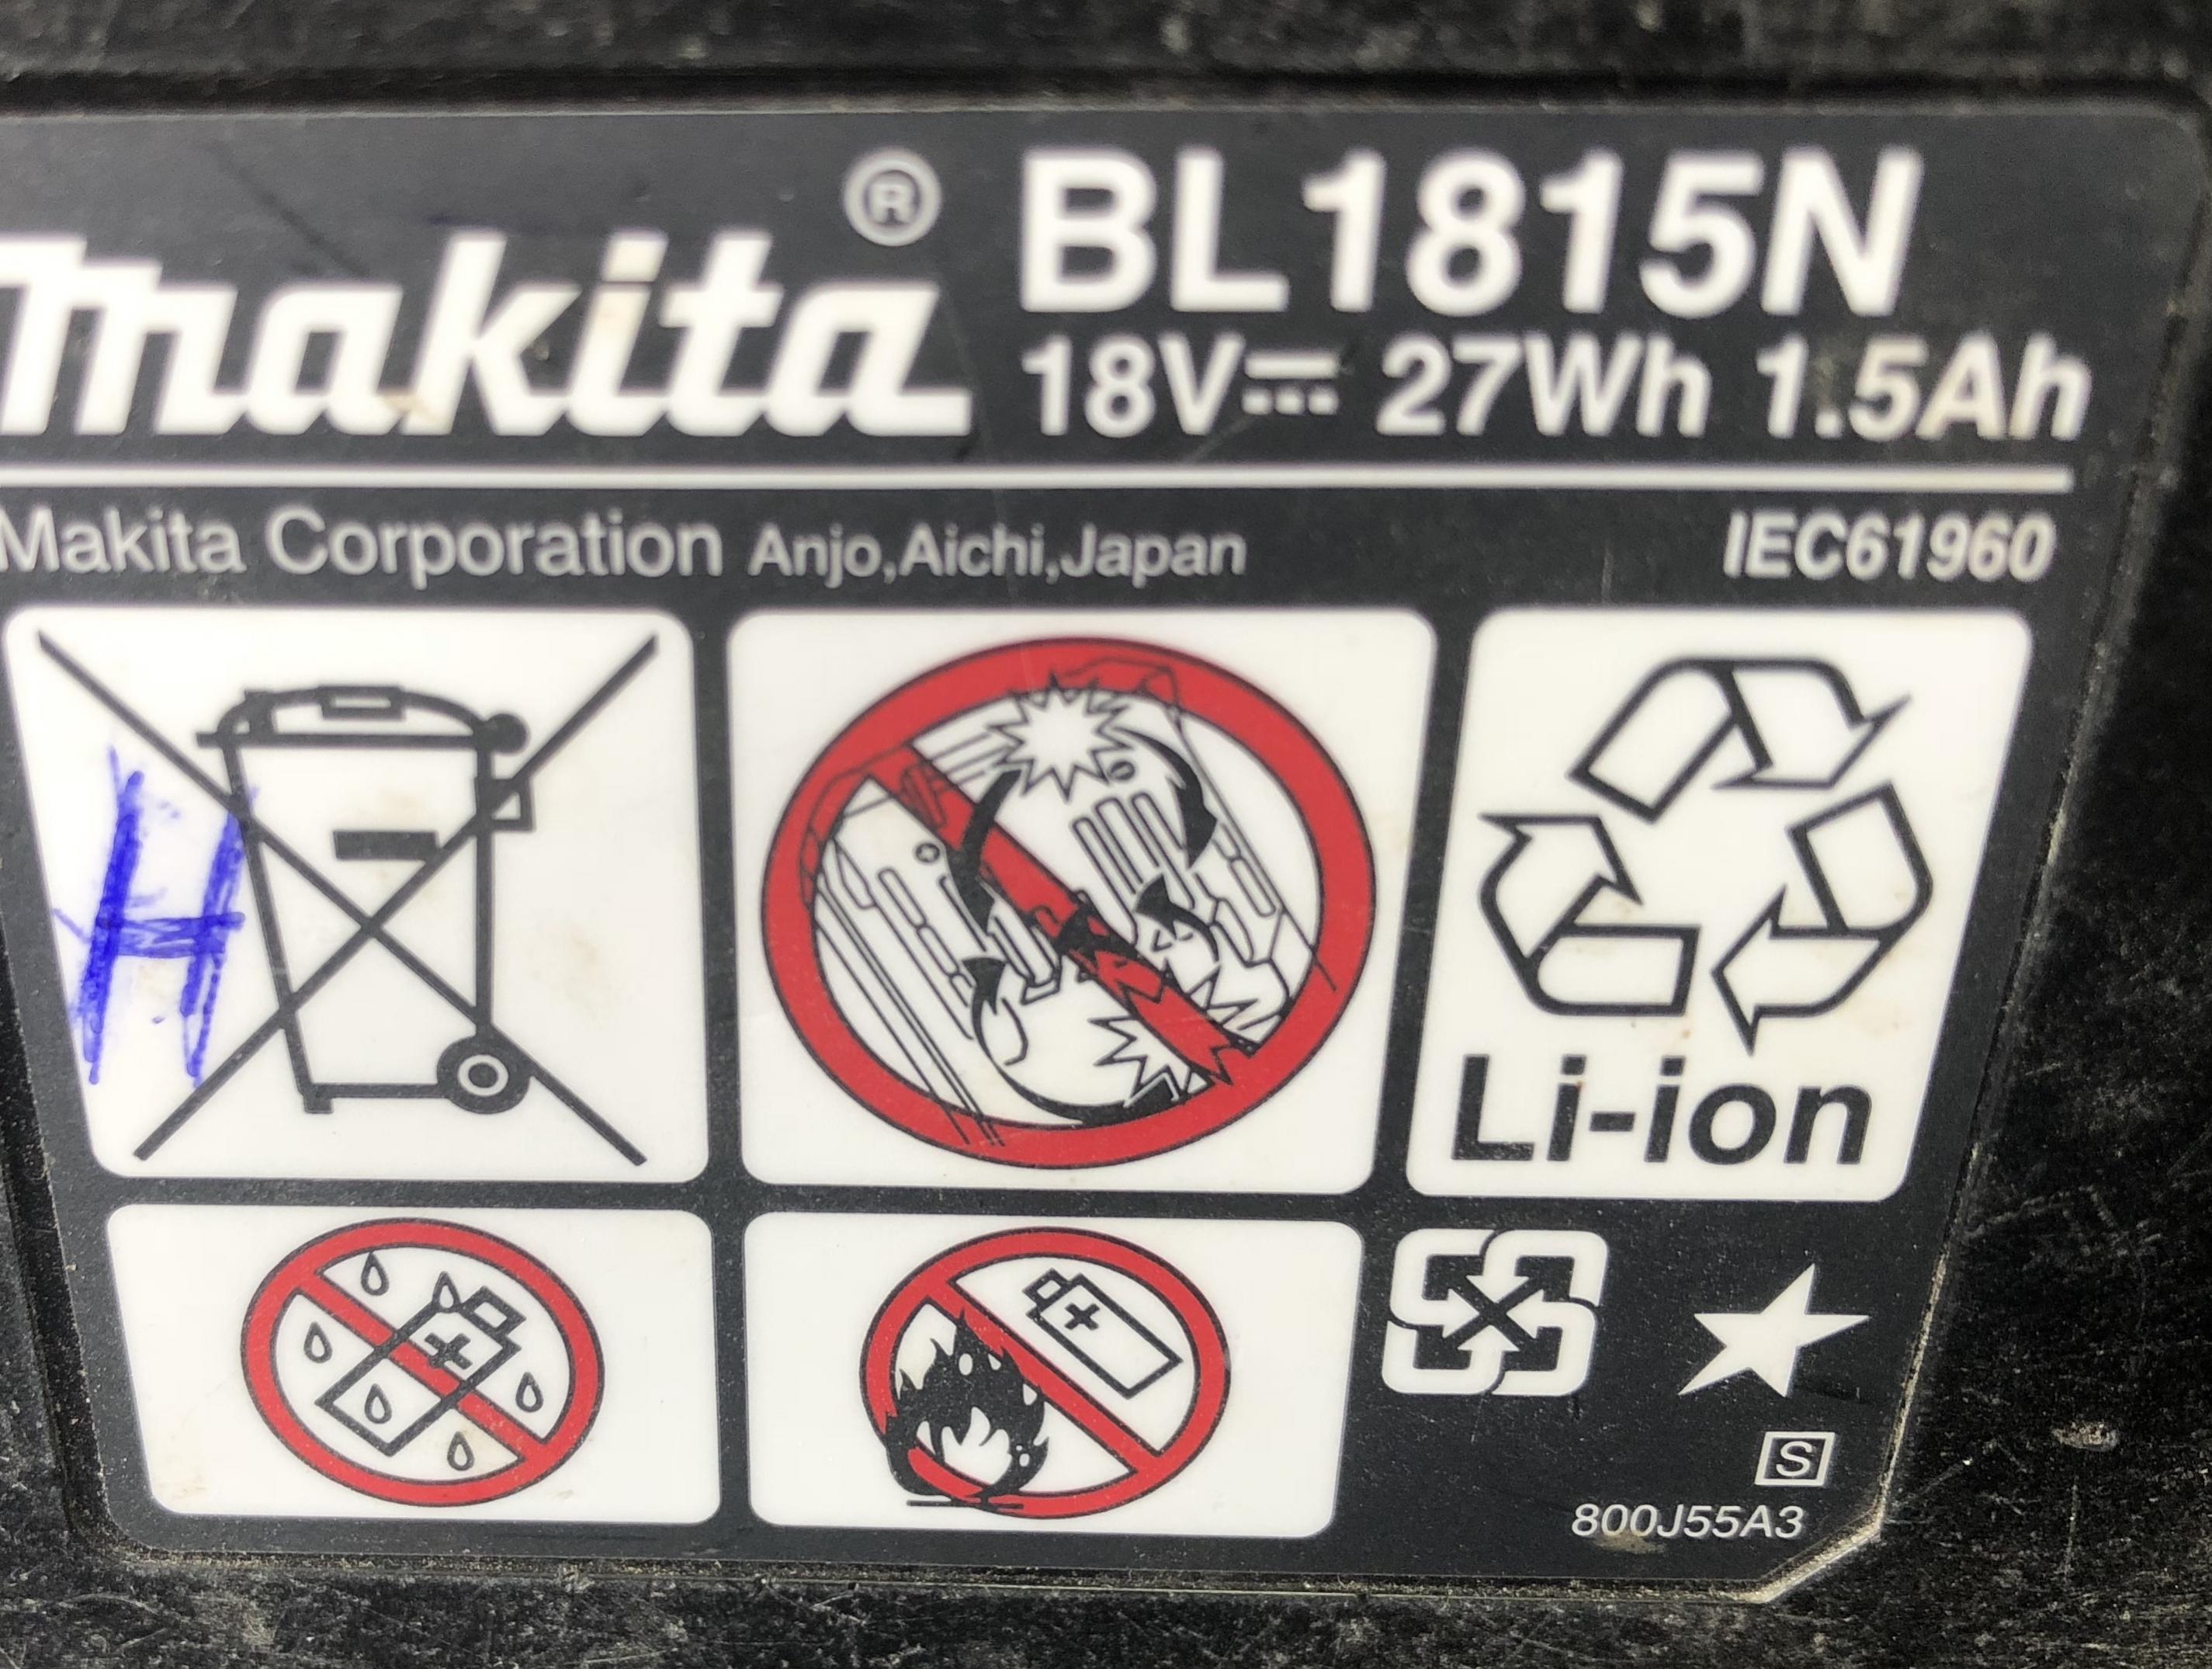 makita® BL1815N
18V⎓ 27Wh 1.5Ah
Makita Corporation Anjo,Aichi,Japan IEC61960
H
Li-ion
S
800J55A3